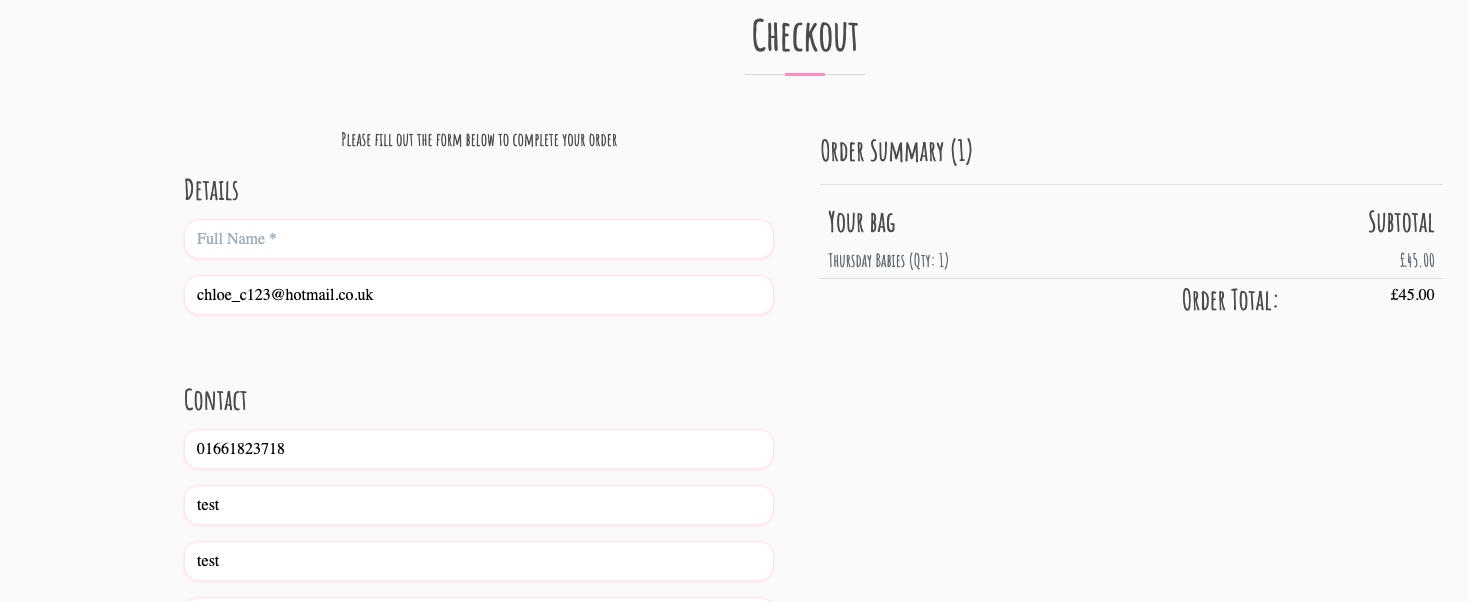 Checkout
Please fill out the form below to complete your order
Details
Full Name *
chloe_c123@hotmail.co.uk
Contact
01661823718
test
test
Order Summary (1)
Your bag Subtotal
Thursday Babies (Qty: 1) £45.00
Order Total: £45.00